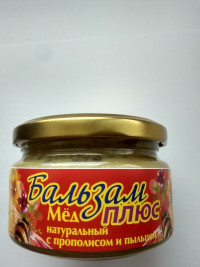 Бальзам
Мёд ПЛЮС
натуральный
с прополисом и пыльцой